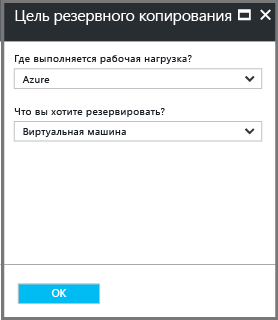 Цель резервного копирования
Где выполняется рабочая нагрузка?
Azure
Что вы хотите резервировать?
Виртуальная машина
OK